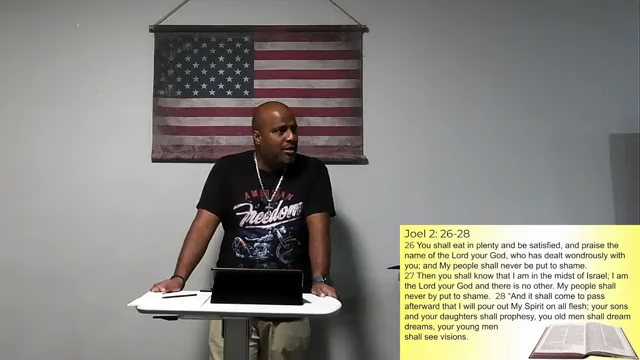 AMERICAN
Freedom
Joel 2: 26-28
26 You shall eat in plenty and be satisfied, and praise the
name of the Lord your God, who has dealt wondrously with
you; and My people shall never be put to shame.
27 Then you shall know that I am in the midst of Israel; I am
the Lord your God and there is no other. My people shall
never by put to shame. 28 “And it shall come to pass
afterward that I will pour out My Spirit on all flesh; your sons
and your daughters shall prophesy, you old men shall dream
dreams, your young men
shall see visions.